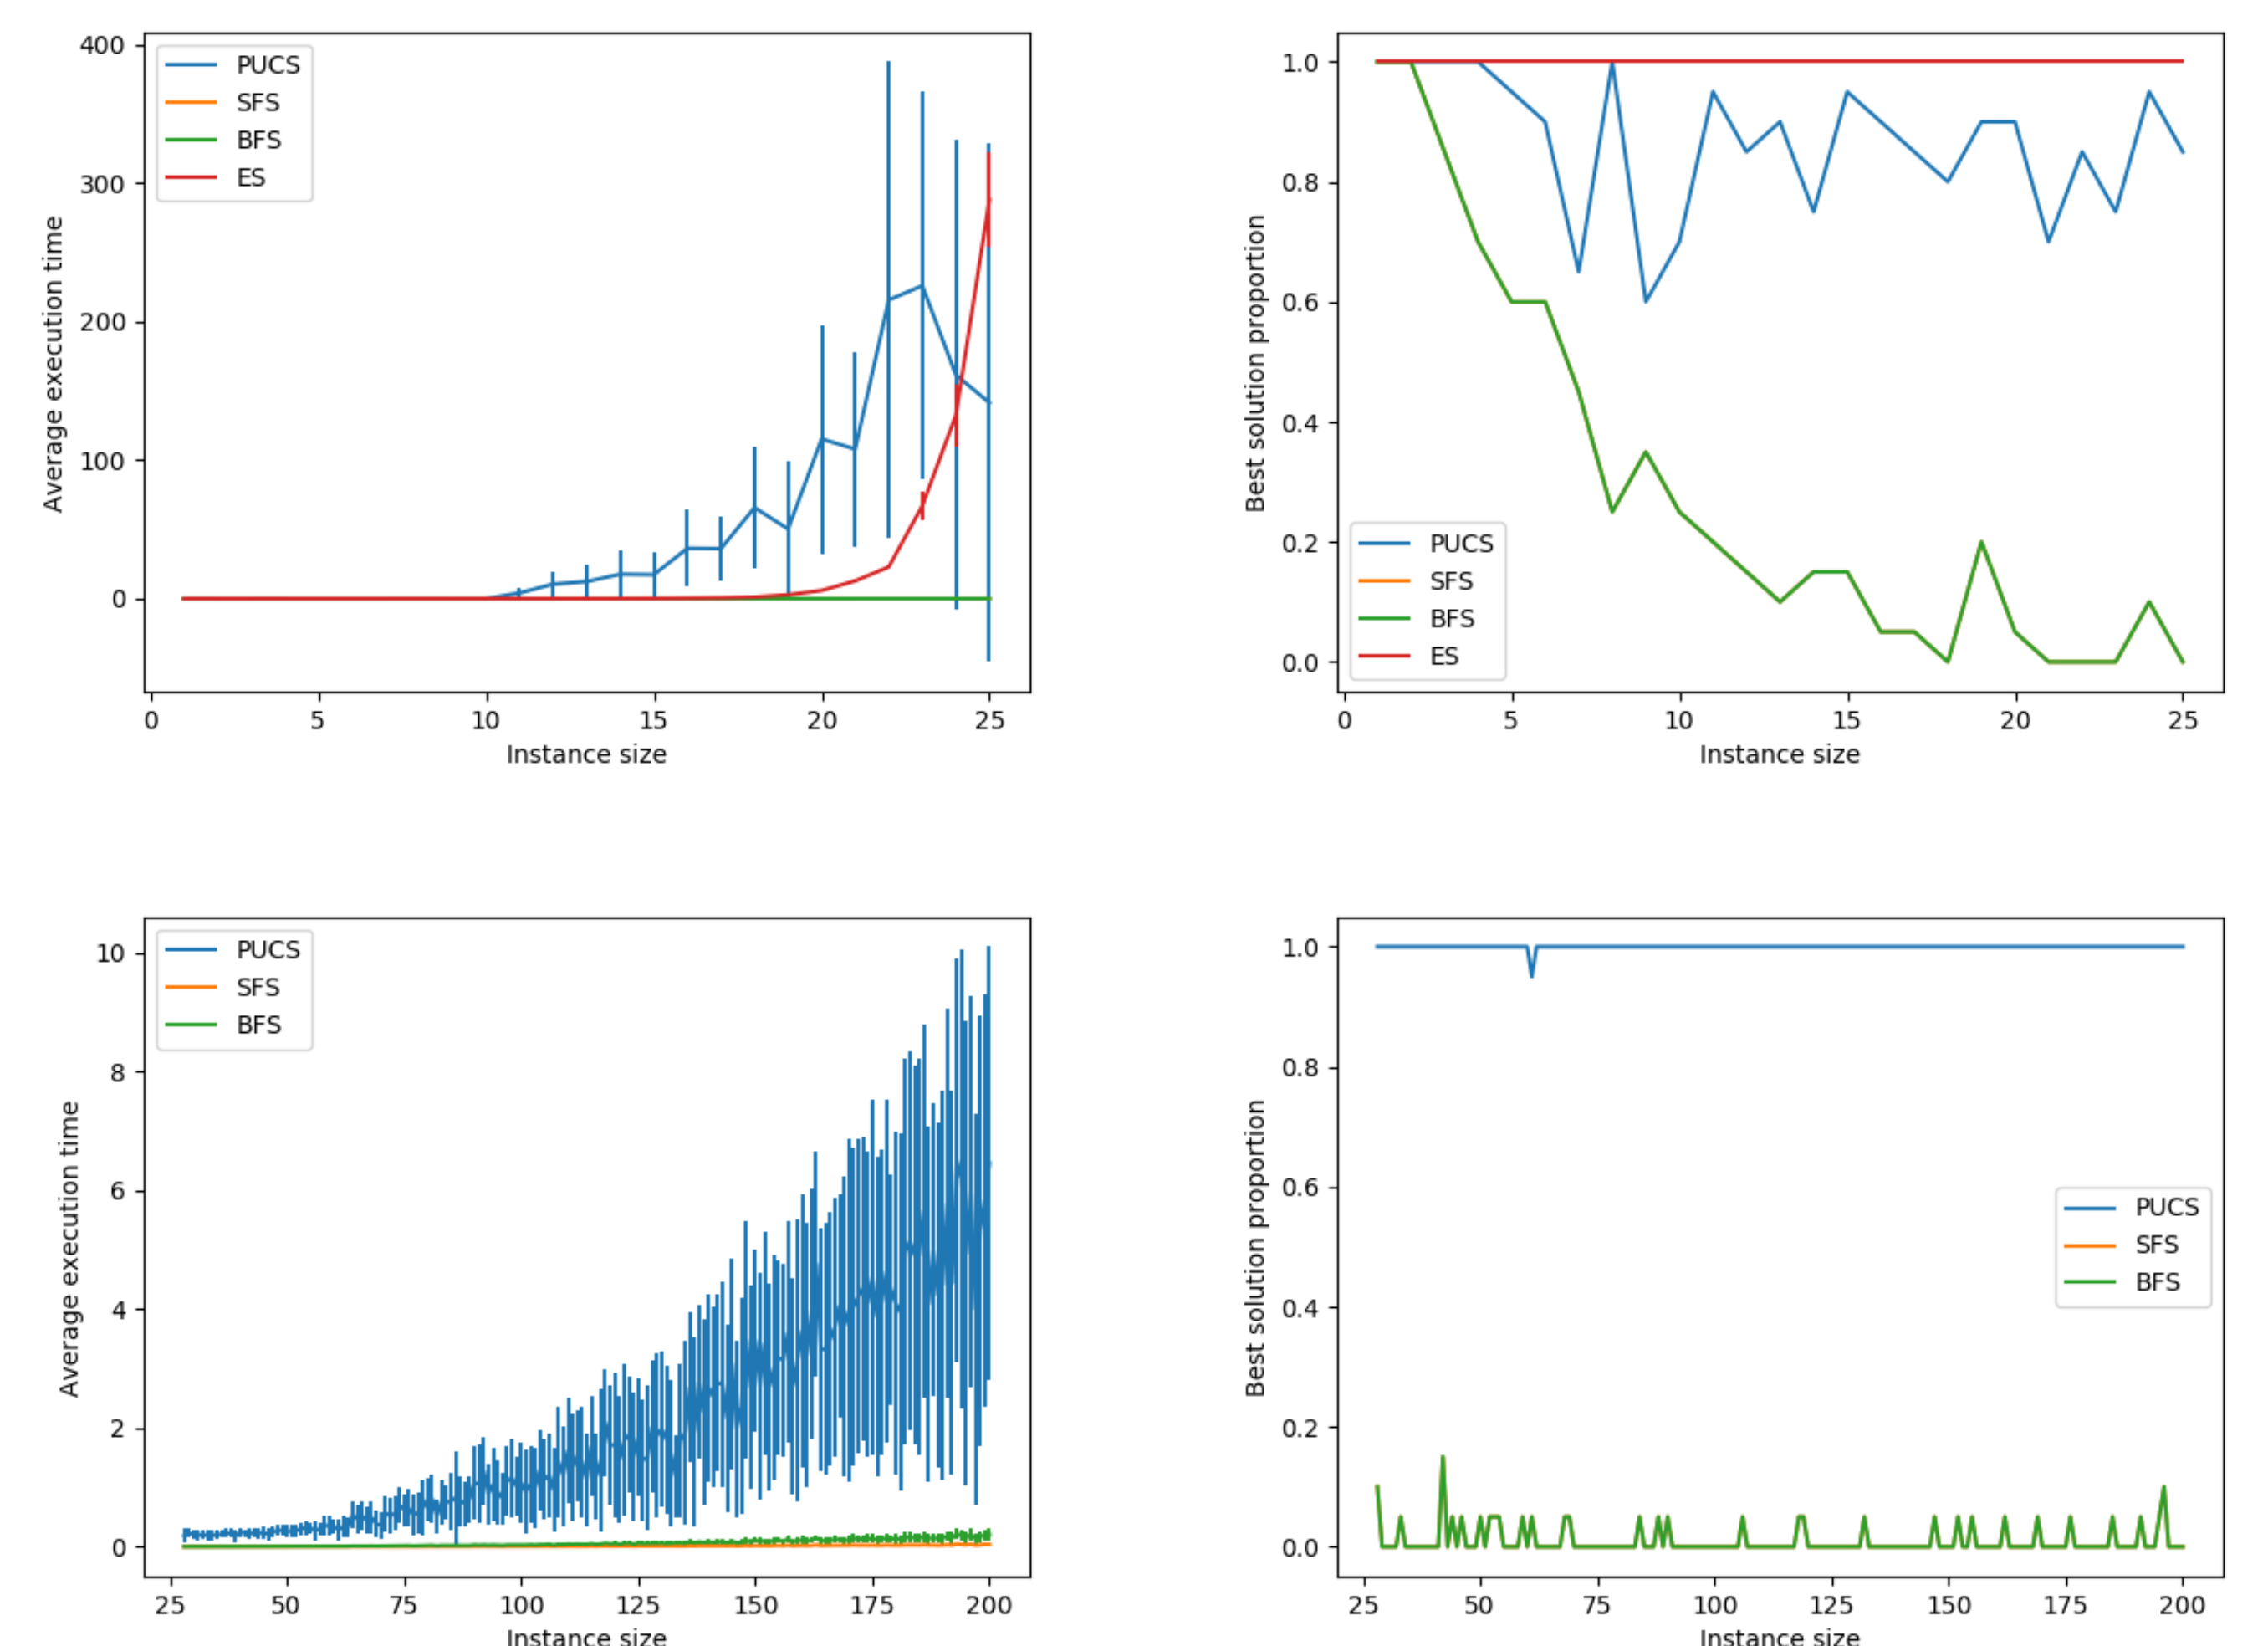 400
300
200
100
0
Average execution time
PUCS
SFS
BFS
ES
0 5 10 15 20 25
Instance size
1.0
0.8
0.6
0.4
0.2
0.0
Best solution proportion
PUCS
SFS
BFS
ES
0 5 10 15 20 25
Instance size
10
8
6
4
2
0
Average execution time
PUCS
SFS
BFS
25 50 75 100 125 150 175 200
Instance size
1.0
0.8
0.6
0.4
0.2
0.0
Best solution proportion
PUCS
SFS
BFS
25 50 75 100 125 150 175 200
Instance size